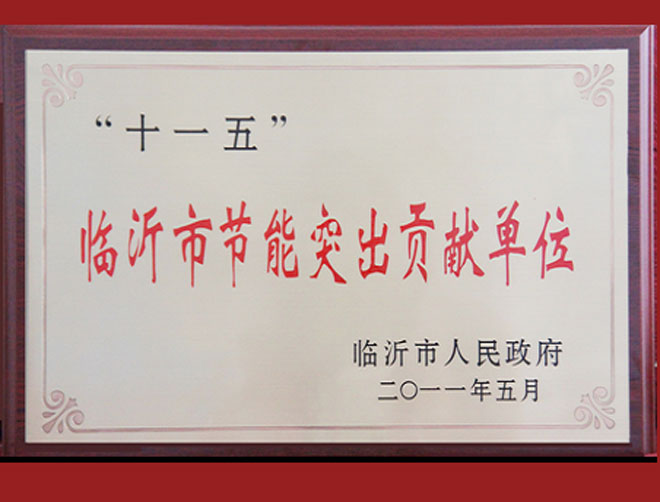 “十一五”
临沂市节能突出贡献单位
临沂市人民政府
二〇一一年五月